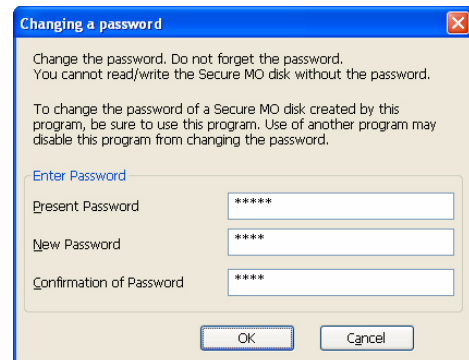 Changing a password
Change the password. Do not forget the password.
You cannot read/write the Secure MO disk without the password.
To change the password of a Secure MO disk created by this
program, be sure to use this program. Use of another program may
disable this program from changing the password.
Enter Password
Present Password *****
New Password ****
Confirmation of Password ****
OK Cancel